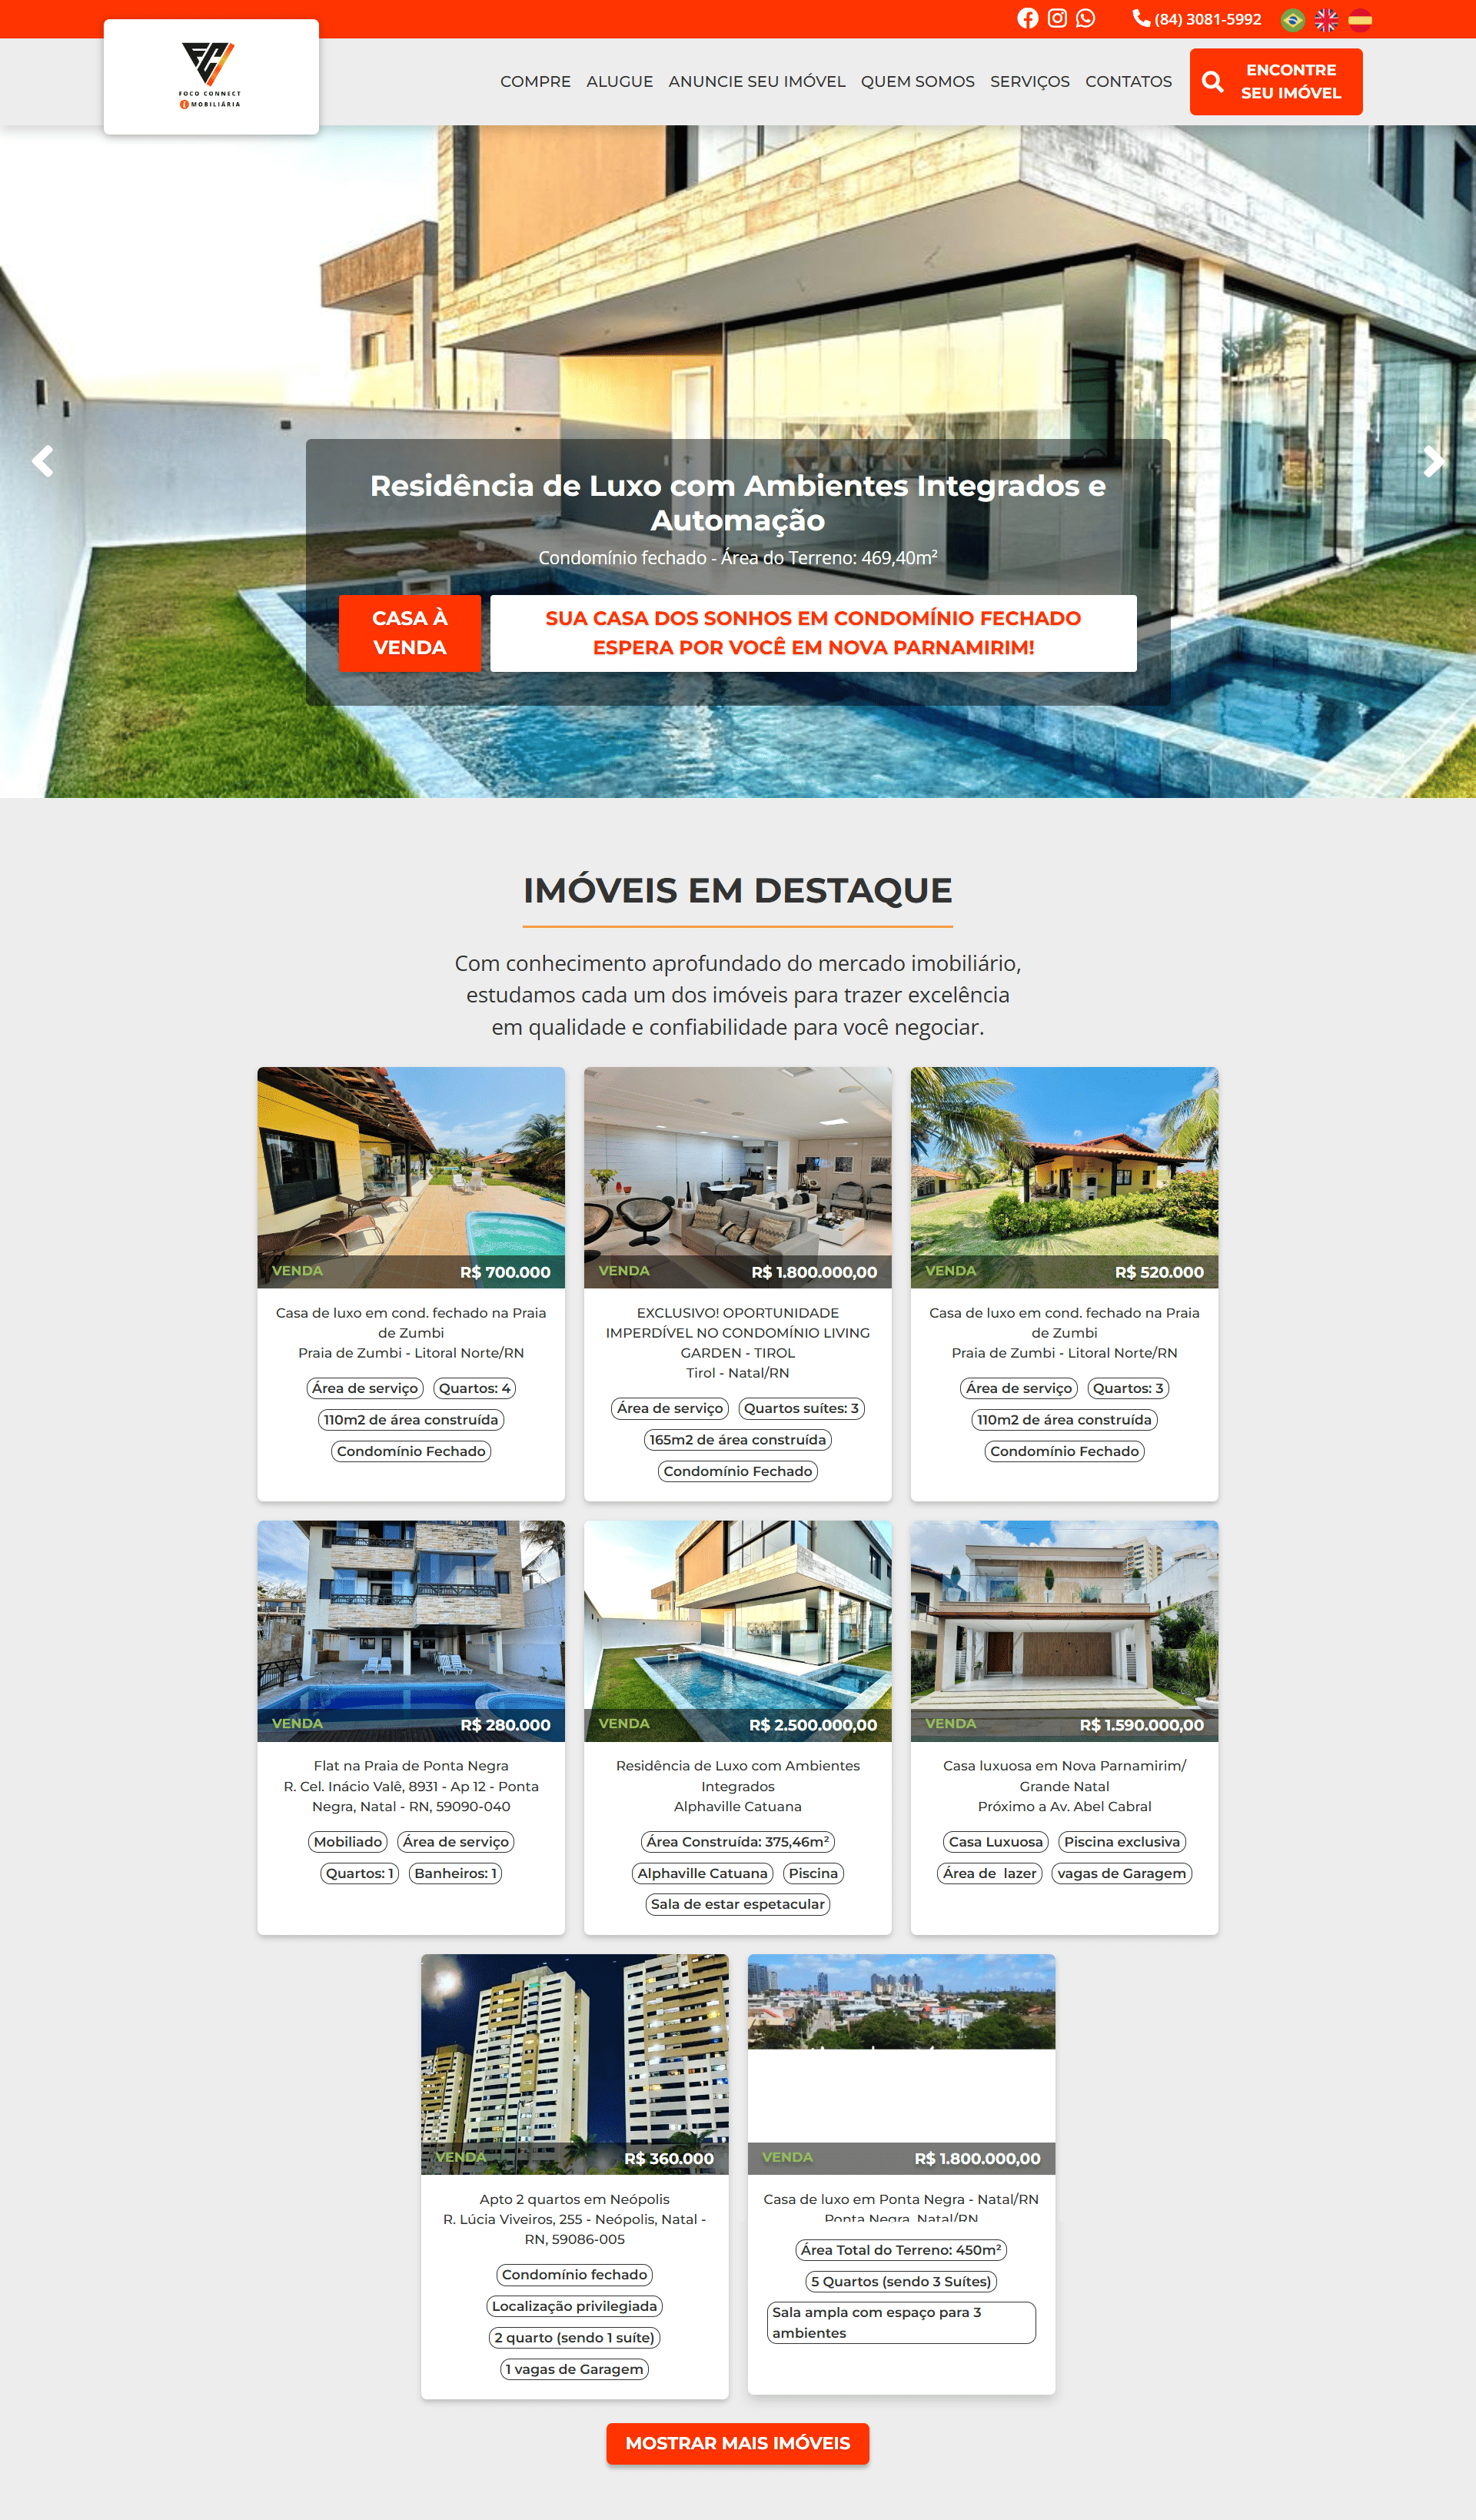 (84) 3081-5992
FOCO CONNECT
iMOBILIÁRIA
COMPRE ALUGUE ANUNCIE SEU IMÓVEL QUEM SOMOS SERVIÇOS CONTATOS
ENCONTRE
SEU IMÓVEL
Residência de Luxo com Ambientes Integrados e
Automação
Condomínio fechado - Área do Terreno: 469,40m²
CASA À
VENDA
SUA CASA DOS SONHOS EM CONDOMÍNIO FECHADO
ESPERA POR VOCÊ EM NOVA PARNAMIRIM!
IMÓVEIS EM DESTAQUE
Com conhecimento aprofundado do mercado imobiliário,
estudamos cada um dos imóveis para trazer excelência
em qualidade e confiabilidade para você negociar.
VENDA R$ 700.000
Casa de luxo em cond. fechado na Praia
de Zumbi
Praia de Zumbi - Litoral Norte/RN
Área de serviço Quartos: 4
110m2 de área construída
Condomínio Fechado
VENDA R$ 1.800.000,00
EXCLUSIVO! OPORTUNIDADE
IMPERDÍVEL NO CONDOMÍNIO LIVING
GARDEN - TIROL
Tirol - Natal/RN
Área de serviço Quartos suítes: 3
165m2 de área construída
Condomínio Fechado
VENDA R$ 520.000
Casa de luxo em cond. fechado na Praia
de Zumbi
Praia de Zumbi - Litoral Norte/RN
Área de serviço Quartos: 3
110m2 de área construída
Condomínio Fechado
VENDA R$ 280.000
Flat na Praia de Ponta Negra
R. Cel. Inácio Valê, 8931 - Ap 12 - Ponta
Negra, Natal - RN, 59090-040
Mobiliado Área de serviço
Quartos: 1 Banheiros: 1
VENDA R$ 2.500.000,00
Residência de Luxo com Ambientes
Integrados
Alphaville Catuana
Área Construída: 375,46m²
Alphaville Catuana Piscina
Sala de estar espetacular
VENDA R$ 1.590.000,00
Casa luxuosa em Nova Parnamirim/
Grande Natal
Próximo a Av. Abel Cabral
Casa Luxuosa Piscina exclusiva
Área de lazer vagas de Garagem
VENDA R$ 360.000
Apto 2 quartos em Neópolis
R. Lúcia Viveiros, 255 - Neópolis, Natal -
RN, 59086-005
Condomínio fechado
Localização privilegiada
2 quarto (sendo 1 suíte)
1 vagas de Garagem
VENDA R$ 1.800.000,00
Casa de luxo em Ponta Negra - Natal/RN
Ponta Negra, Natal/RN
Área Total do Terreno: 450m²
5 Quartos (sendo 3 Suítes)
Sala ampla com espaço para 3
ambientes
MOSTRAR MAIS IMÓVEIS